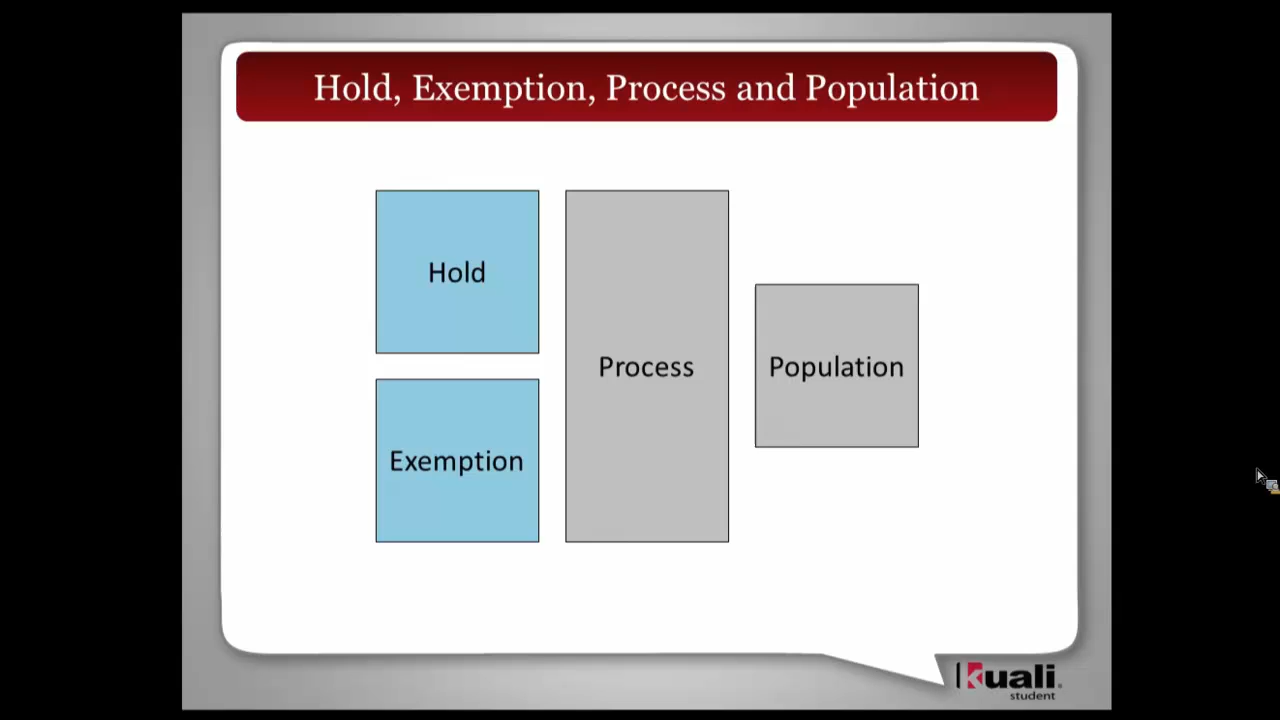 Hold, Exemption, Process and Population
Hold
Process
Population
Exemption
kuali
student